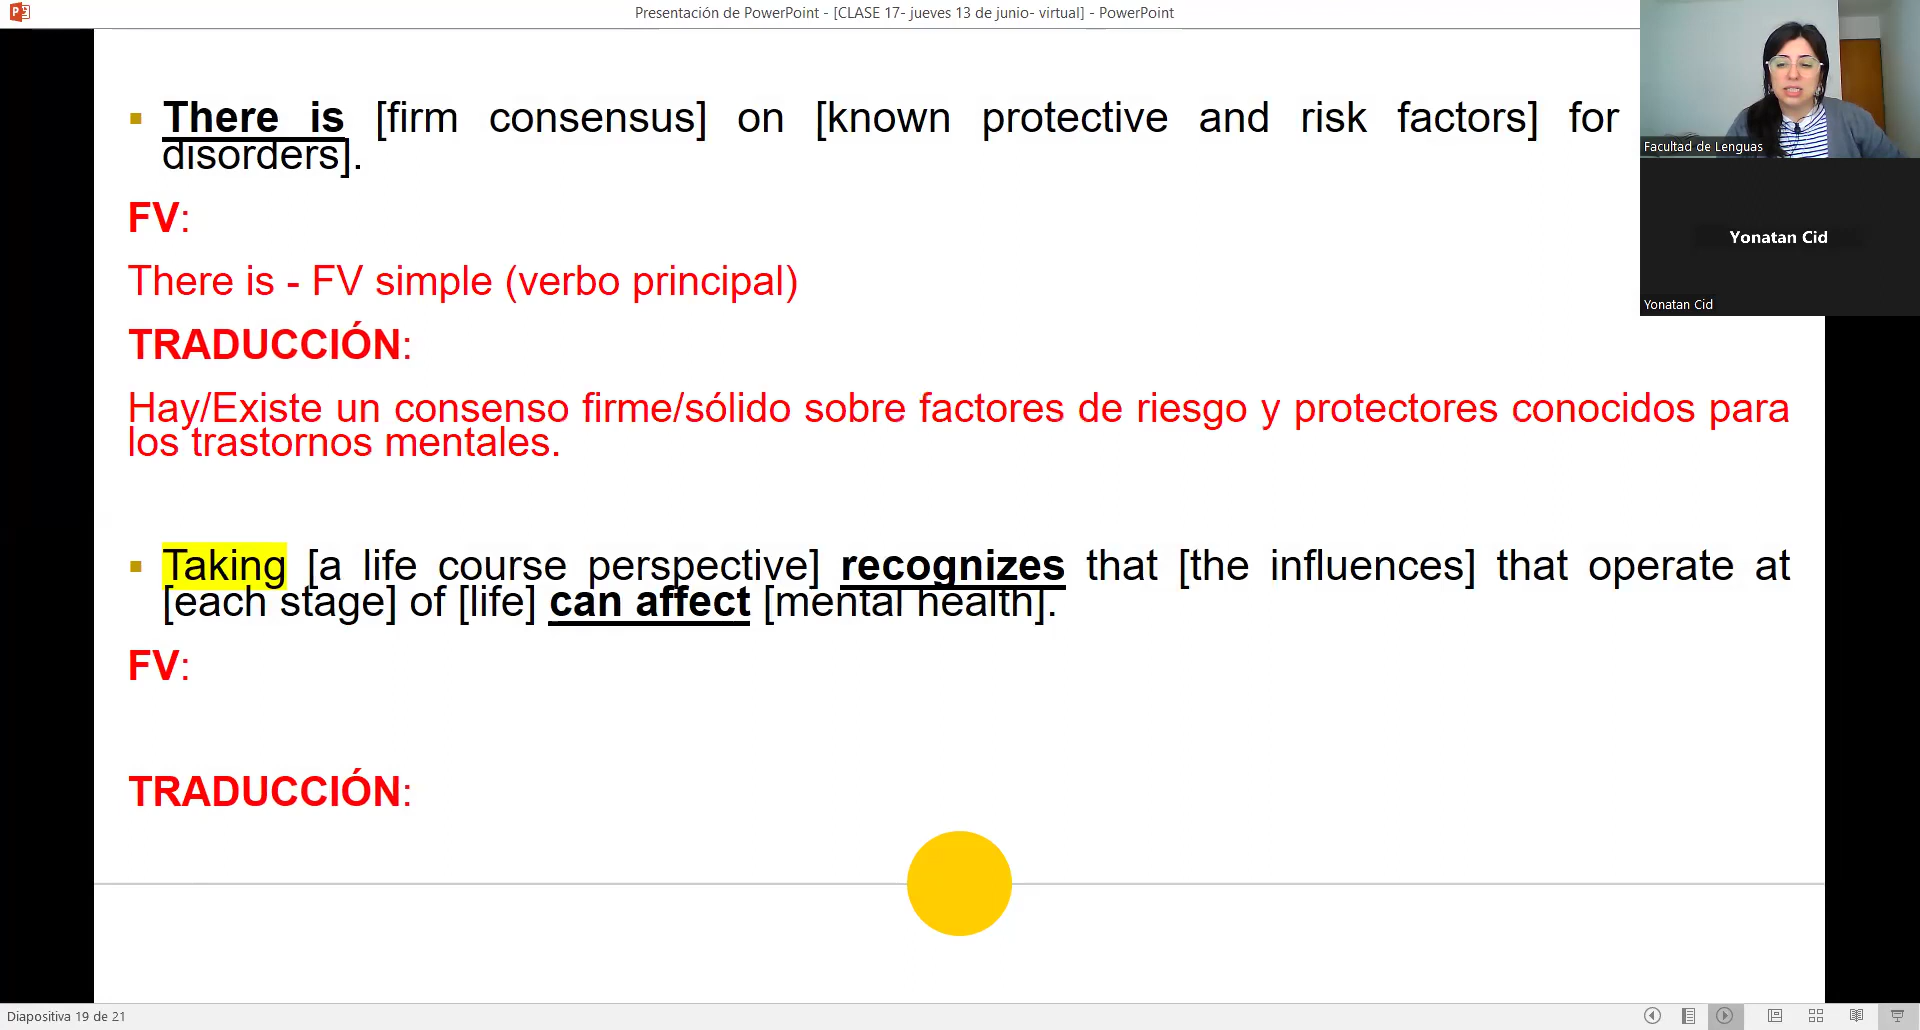 Presentación de PowerPoint - [CLASE 17- jueves 13 de junio- virtual] - PowerPoint
There is [firm consensus] on [known protective and risk factors] for
disorders].
FV:
There is - FV simple (verbo principal)
TRADUCCIÓN:
Hay/Existe un consenso firme/sólido sobre factores de riesgo y protectores conocidos para
los trastornos mentales.
Taking [a life course perspective] recognizes that [the influences] that operate at
[each stage] of [life] can affect [mental health].
FV:
TRADUCCIÓN:
Facultad de Lenguas
Yonatan Cid
Yonatan Cid
Diapositiva 19 de 21